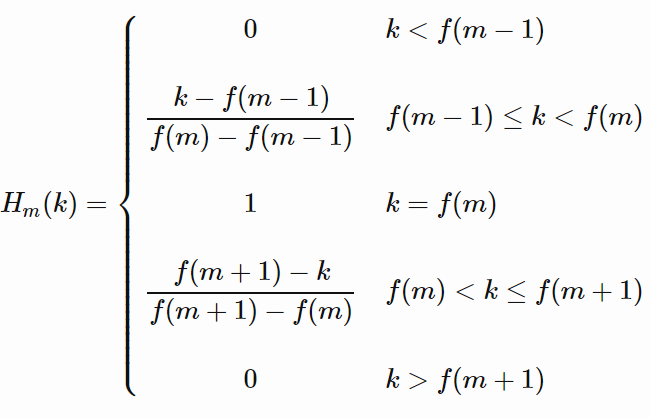 0 k < f(m − 1)
k − f(m − 1)
f(m) − f(m − 1) f(m − 1) ≤ k < f(m)
H_m(k) = { 1 k = f(m)
f(m + 1) − k
f(m + 1) − f(m) f(m) < k ≤ f(m + 1)
0 k > f(m + 1)